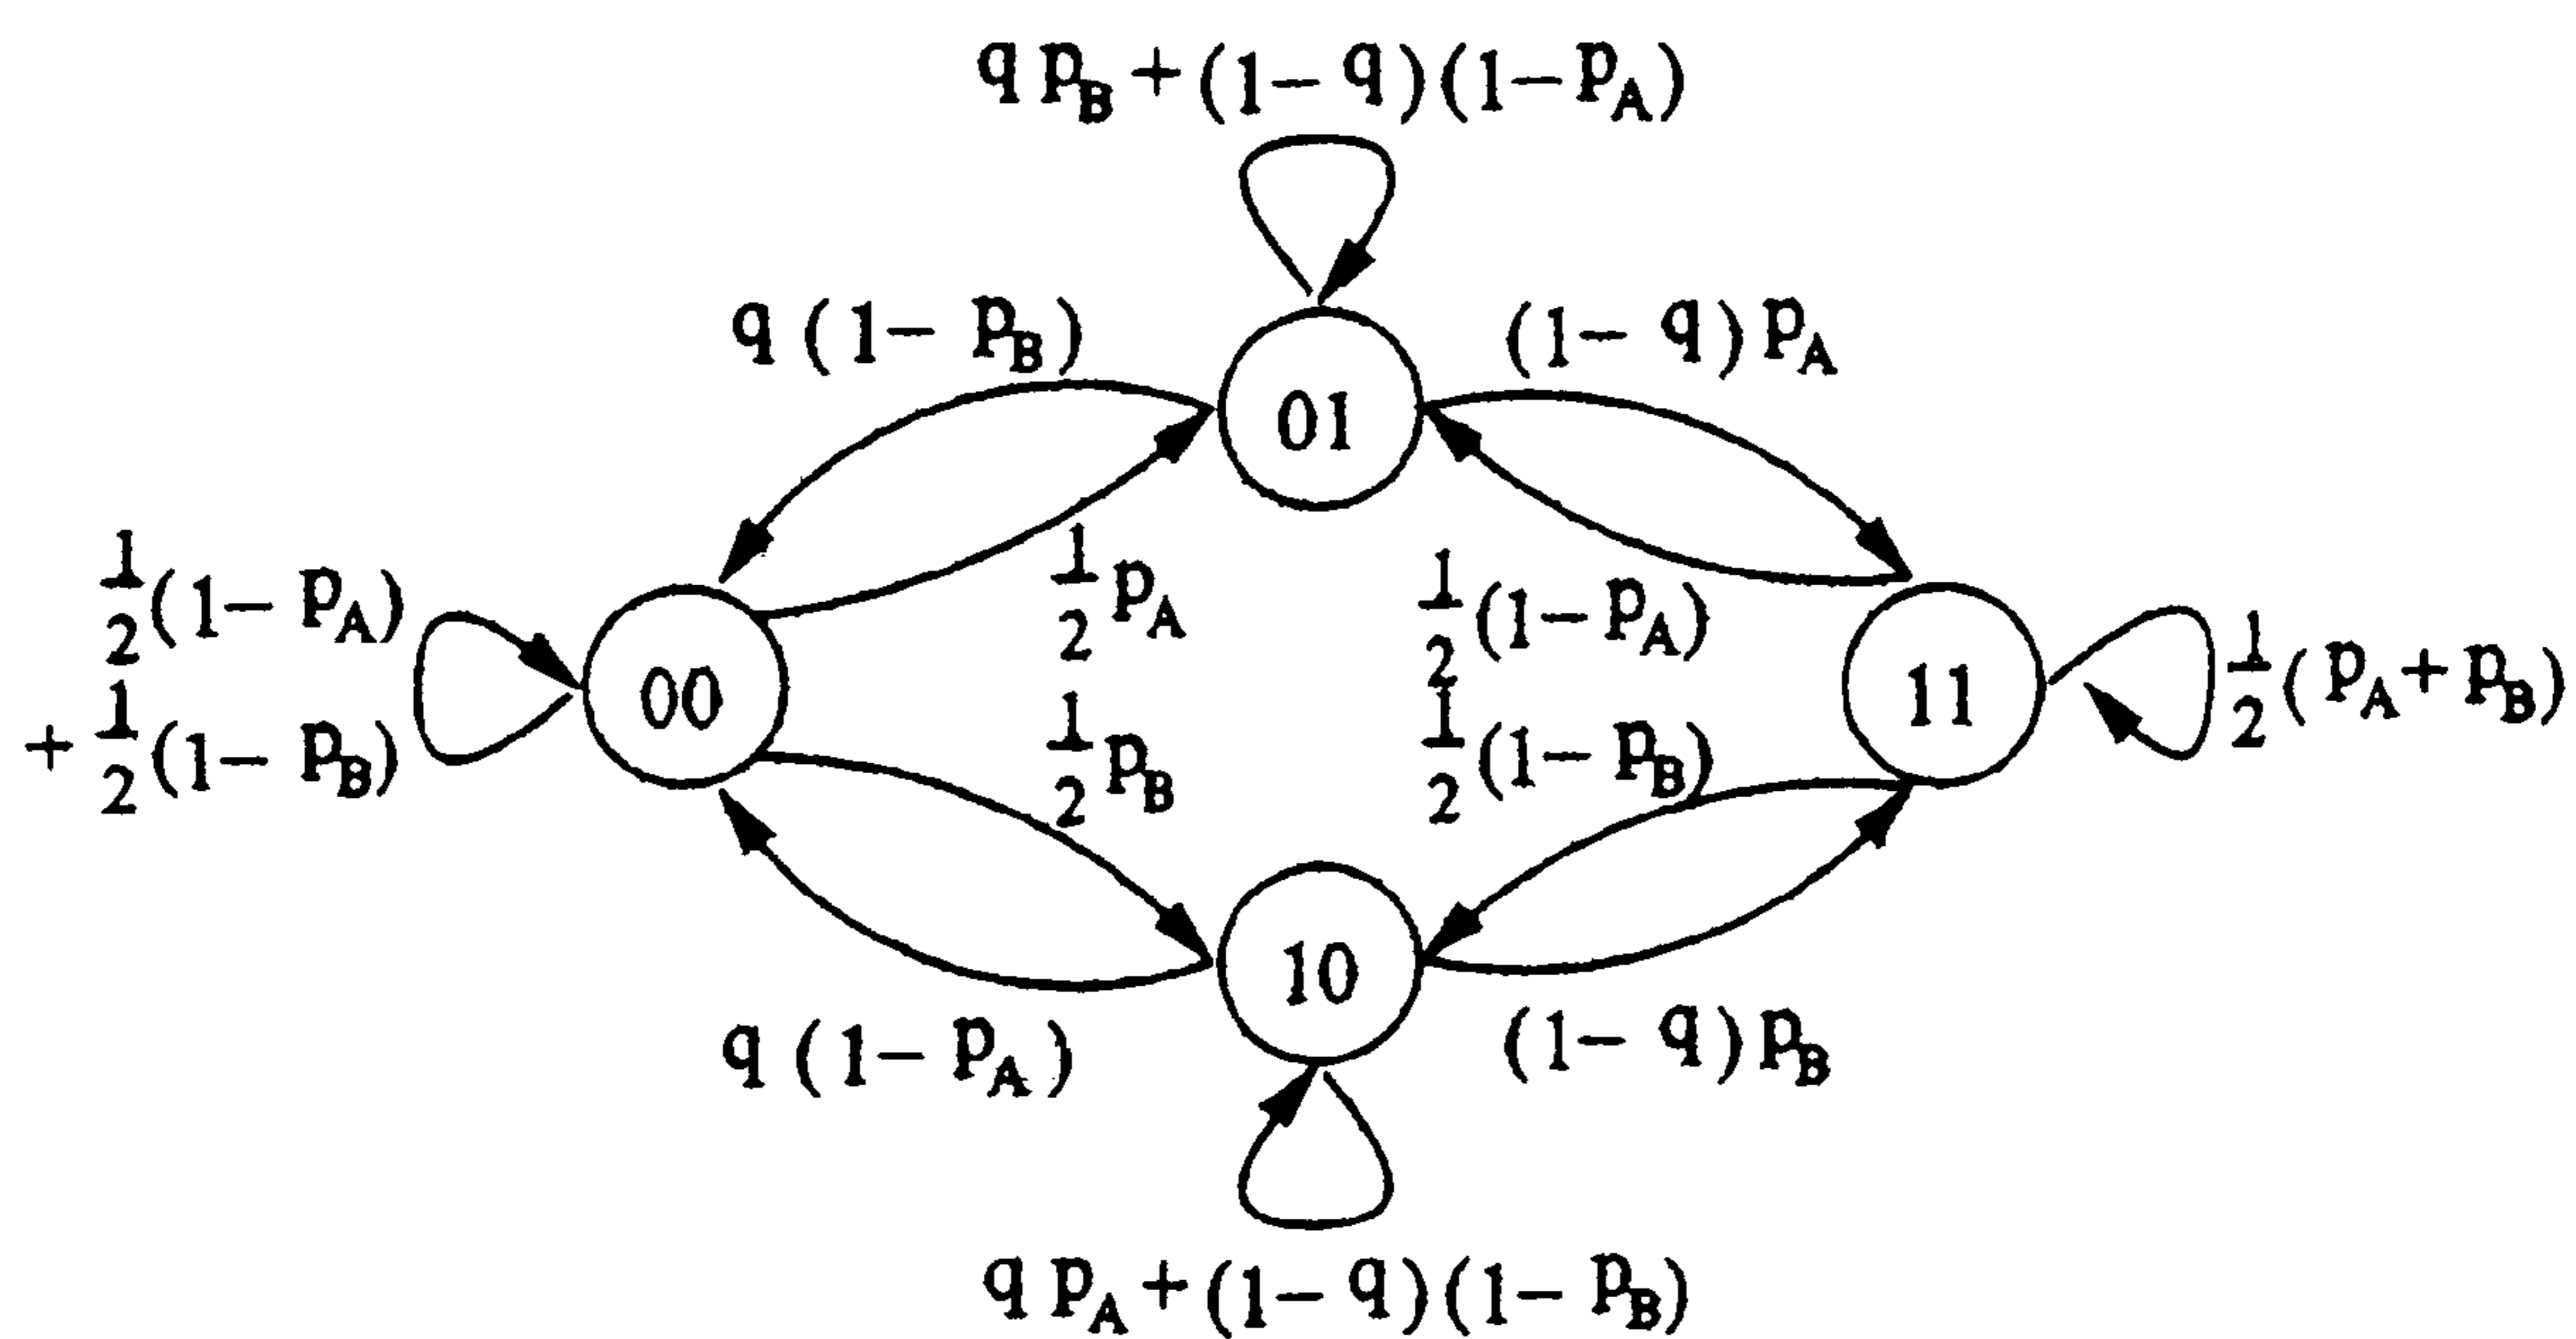 q p_B + (1− q)(1− p_A)
q (1− p_B)
(1− q) p_A
01
1/2 (1− p_A)
+ 1/2 (1− p_B)
00
1/2 p_A
1/2 p_B
1/2 (1− p_A)
1/2 (1− p_B)
11
1/2 ( p_A + p_B)
10
q (1− p_A)
(1− q) p_B
q p_A + (1− q)(1− p_B)